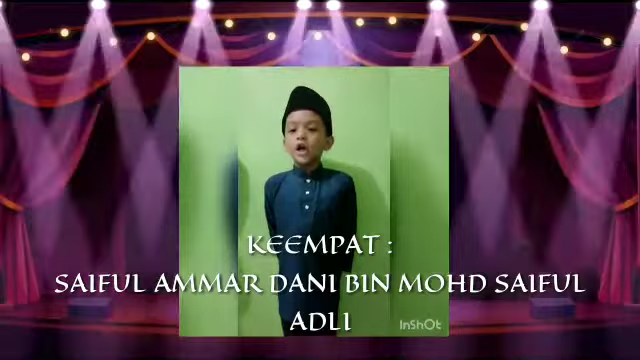 KEEMPAT :
SAIFUL AMMAR DANI BIN MOHD SAIFUL
ADLI
InShOt